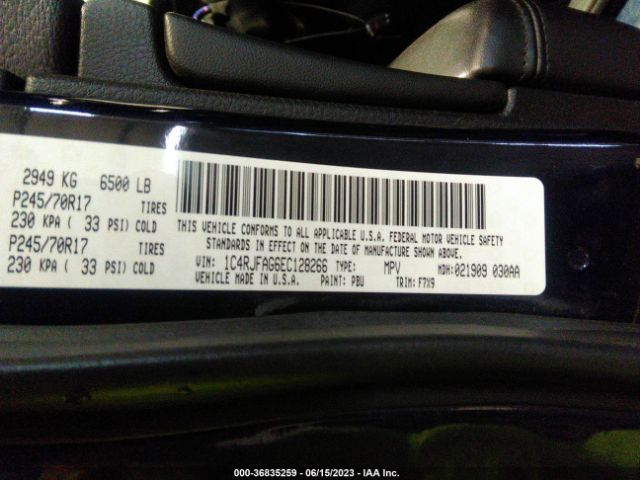 2949 KG 6500 LB
P245/70R17 TIRES
230 KPA ( 33 PSI) COLD
P245/70R17 TIRES
230 KPA ( 33 PSI) COLD
THIS VEHICLE CONFORMS TO ALL APPLICABLE U.S.A. FEDERAL MOTOR VEHICLE SAFETY
STANDARDS IN EFFECT ON THE DATE OF MANUFACTURE SHOWN ABOVE.
VIN: 1C4RJFAG6EC128266 TYPE: MPV MDH: 021909 030AA
VEHICLE MADE IN U.S.A. PAINT: PBU TRIM: F7X9
000-36835259 - 06/15/2023 - IAA Inc.